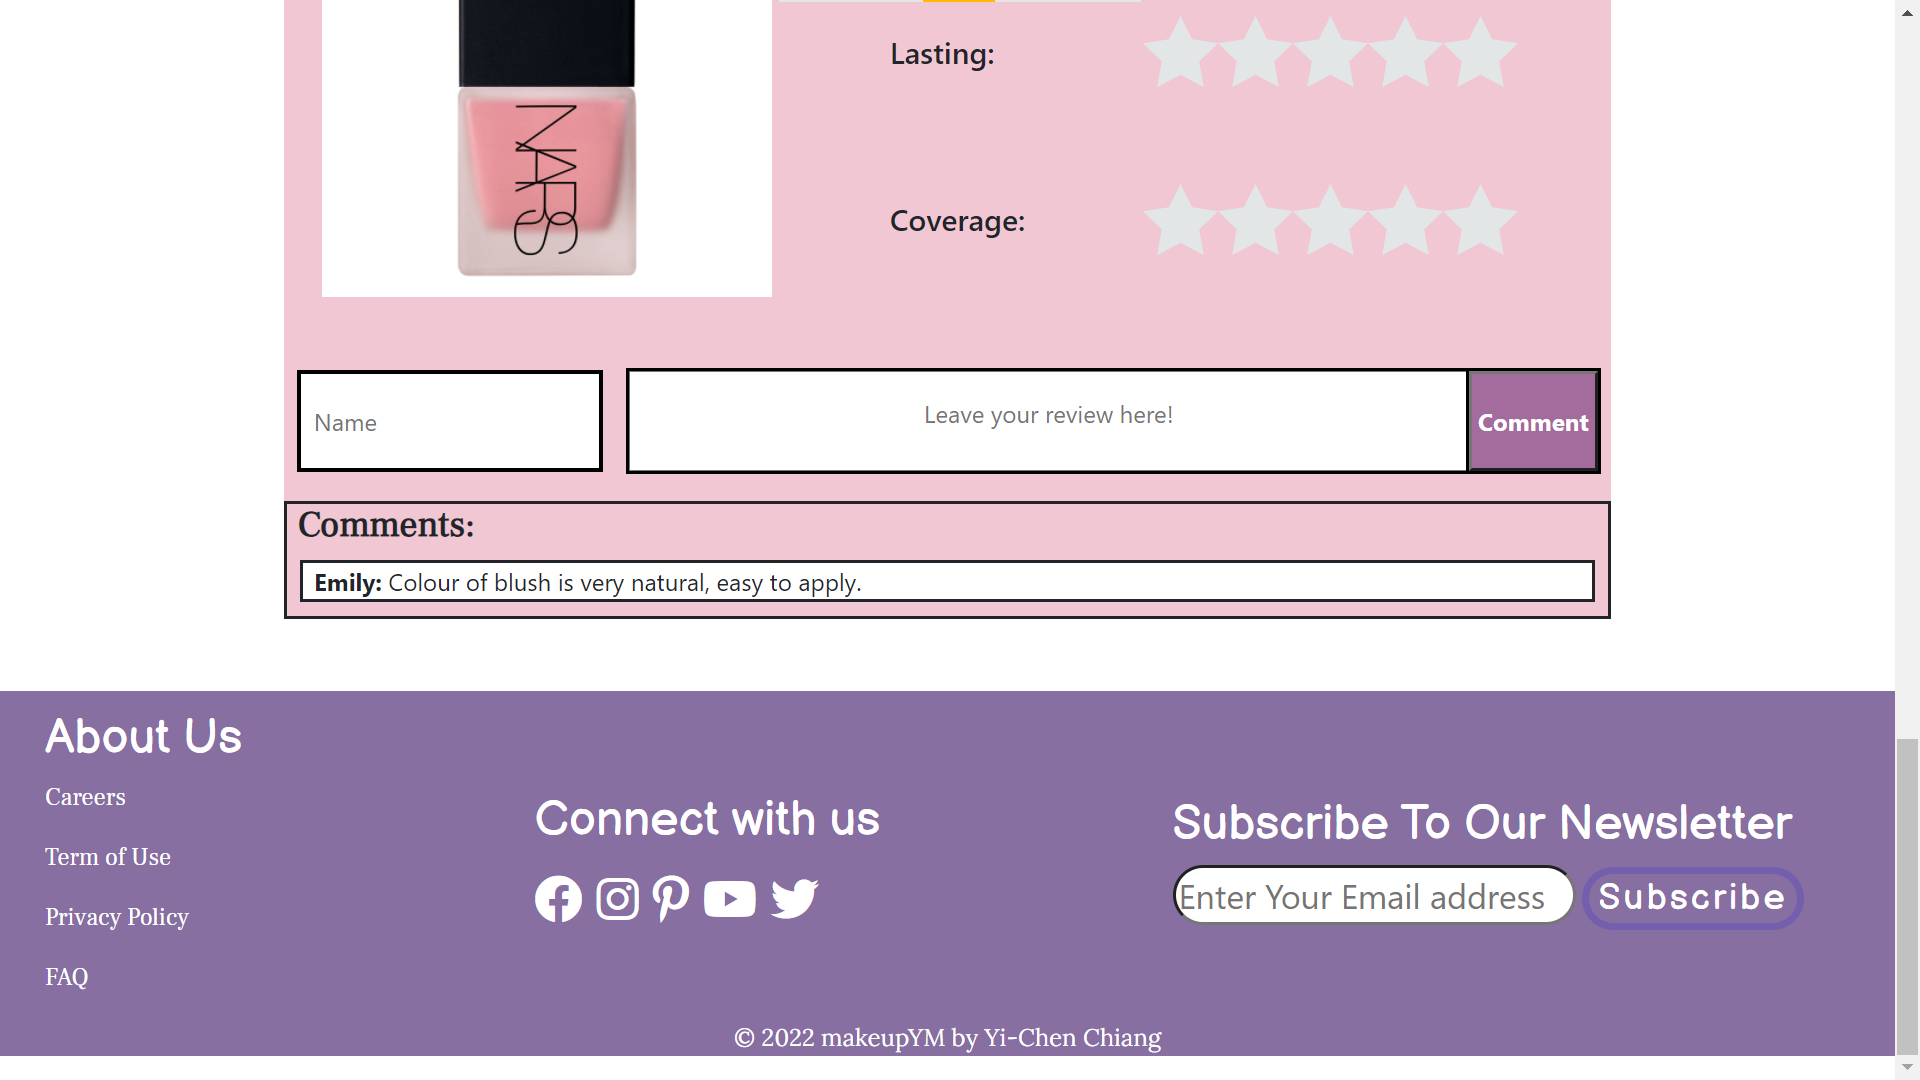 NARS
Lasting:
Coverage:
Name
Leave your review here!
Comment
Comments:
Emily: Colour of blush is very natural, easy to apply.
About Us
Careers
Term of Use
Privacy Policy
FAQ
Connect with us
Subscribe To Our Newsletter
Enter Your Email address
Subscribe
© 2022 makeupYM by Yi-Chen Chiang